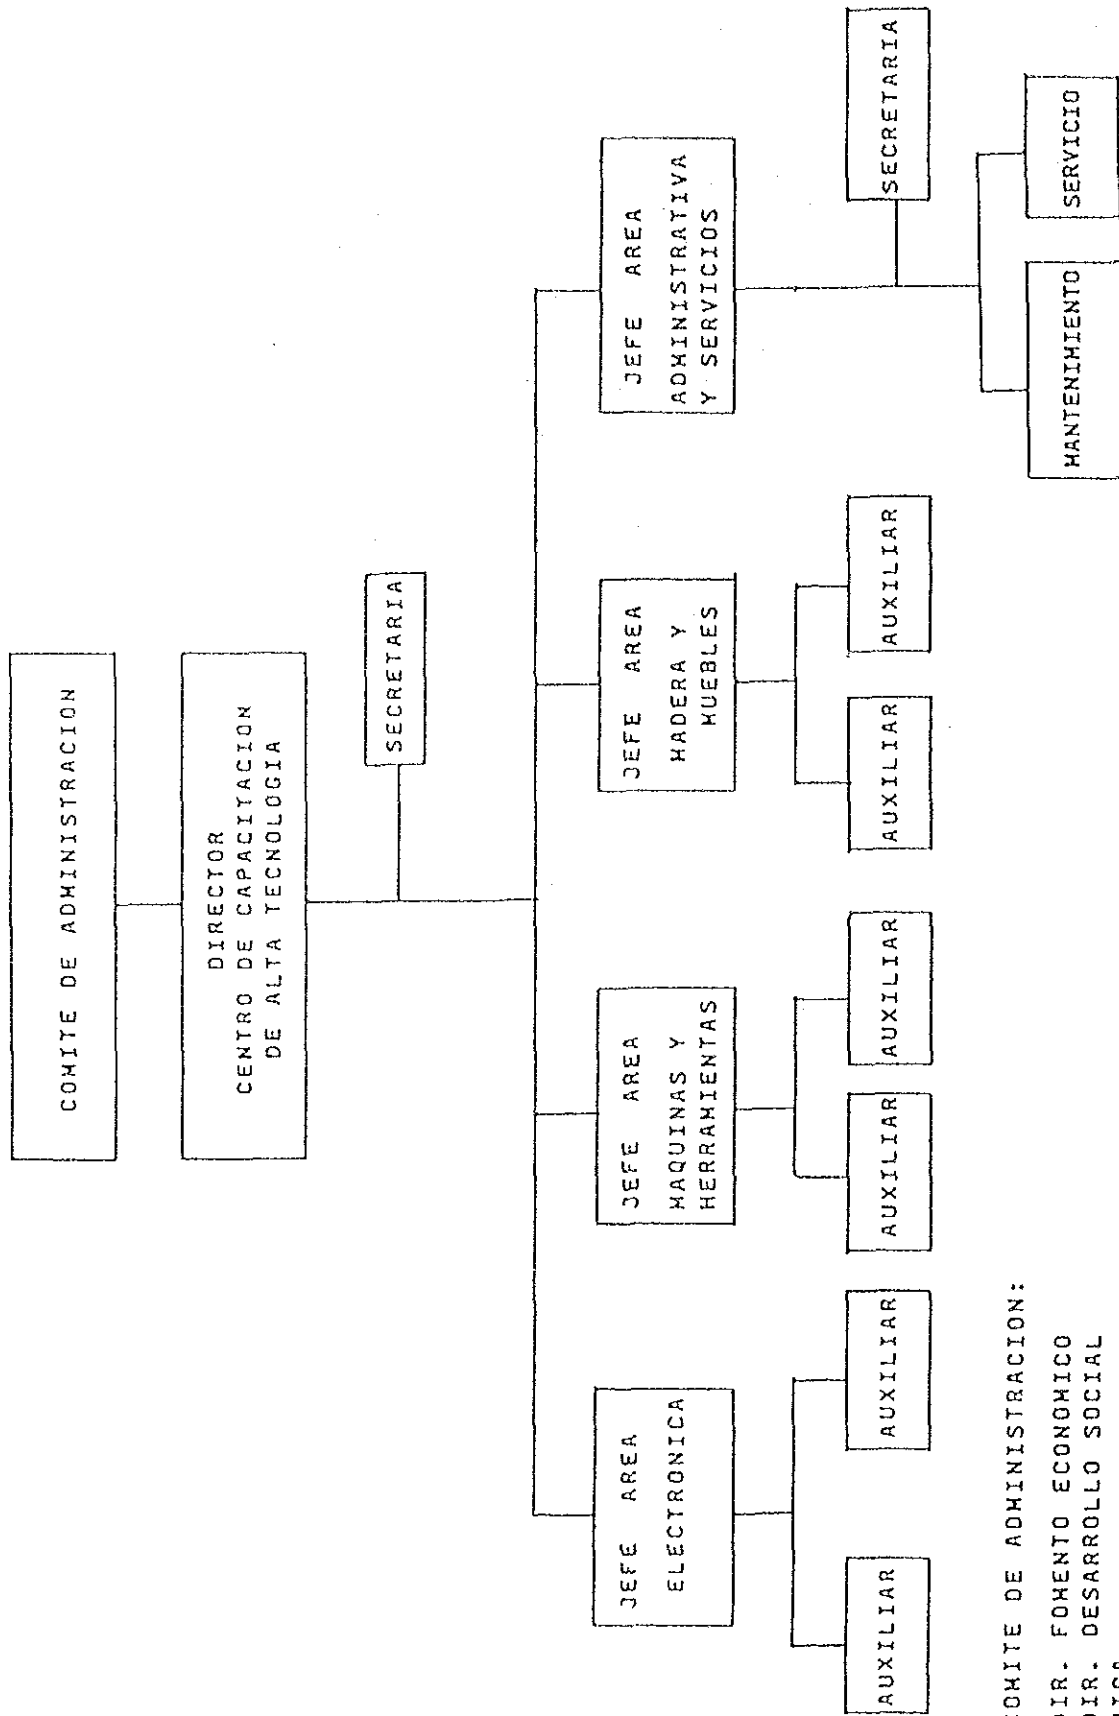 COMITE DE ADMINISTRACION
DIRECTOR
CENTRO DE CAPACITACION
DE ALTA TECNOLOGIA
SECRETARIA
JEFE AREA
ELECTRONICA
JEFE AREA
MAQUINAS Y
HERRAMIENTAS
JEFE AREA
MADERA Y
MUEBLES
JEFE AREA
ADMINISTRATIVA
Y SERVICIOS
AUXILIAR
AUXILIAR
AUXILIAR
AUXILIAR
AUXILIAR
AUXILIAR
SECRETARIA
MANTENIMIENTO
SERVICIO
COMITE DE ADMINISTRACION:
DIR. FOMENTO ECONOMICO
DIR. DESARROLLO SOCIAL